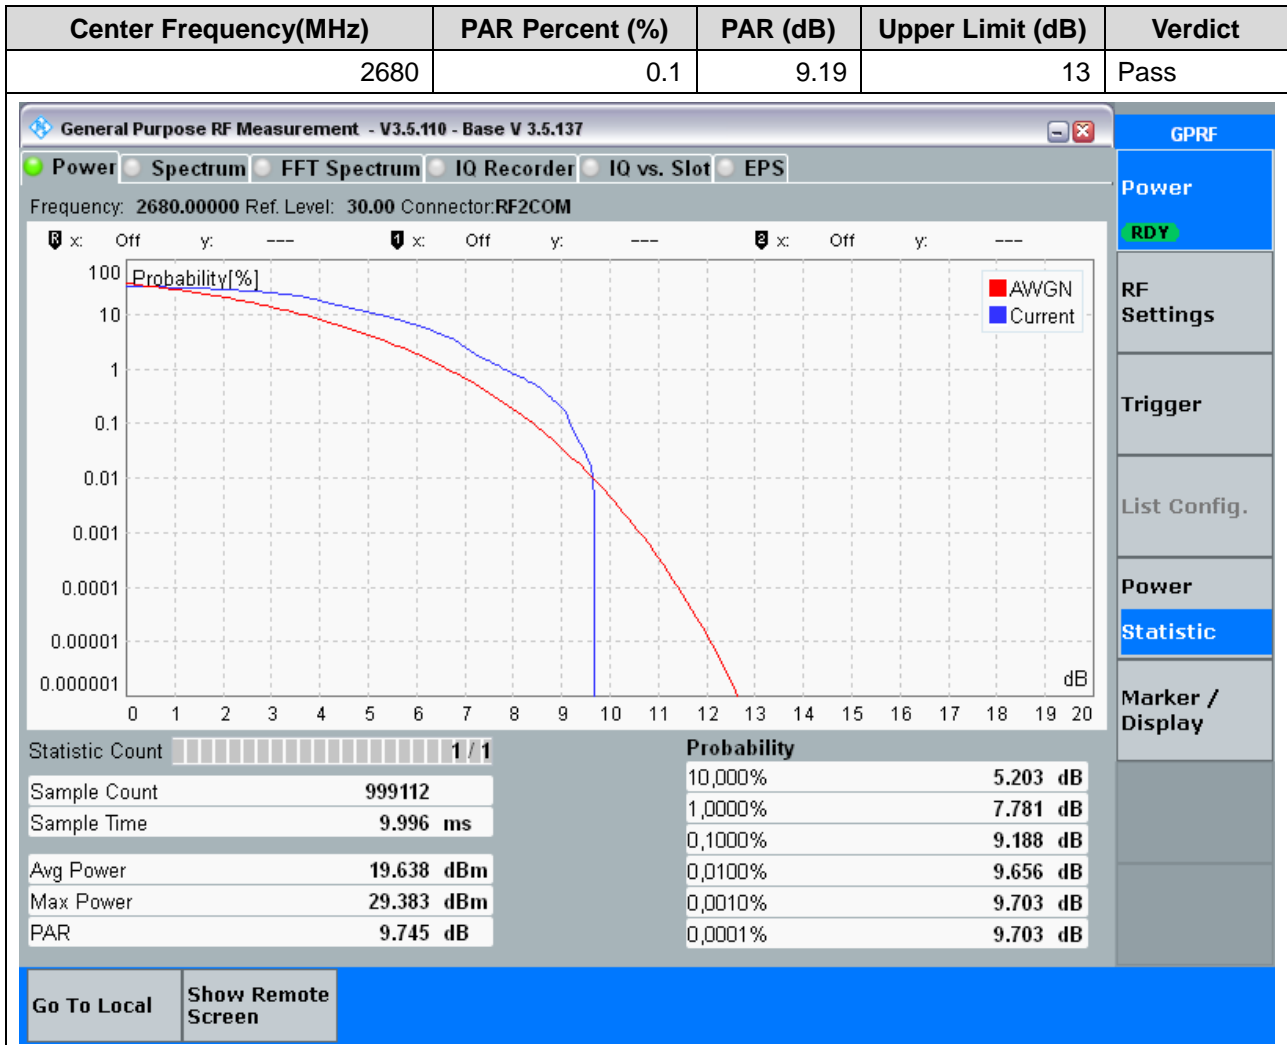 Center Frequency(MHz) PAR Percent (%) PAR (dB) Upper Limit (dB) Verdict
2680 0.1 9.19 13 Pass
General Purpose RF Measurement - V3.5.110 - Base V 3.5.137
GPRF
Power Spectrum FFT Spectrum IQ Recorder IQ vs. Slot EPS
Frequency: 2680.00000 Ref. Level: 30.00 Connector:RF2COM
R x: Off y: --- 1 x: Off y: --- 2 x: Off y: ---
Probability[%]
AWGN
Current
100
10
1
0.1
0.01
0.001
0.0001
0.00001
0.000001
dB
0 1 2 3 4 5 6 7 8 9 10 11 12 13 14 15 16 17 18 19 20
Statistic Count 1 / 1
Sample Count 999112
Sample Time 9.996 ms
Avg Power 19.638 dBm
Max Power 29.383 dBm
PAR 9.745 dB
Probability
10,000% 5.203 dB
1,0000% 7.781 dB
0,1000% 9.188 dB
0,0100% 9.656 dB
0,0010% 9.703 dB
0,0001% 9.703 dB
Power
RDY
RF
Settings
Trigger
List Config.
Power
Statistic
Marker /
Display
Go To Local
Show Remote
Screen